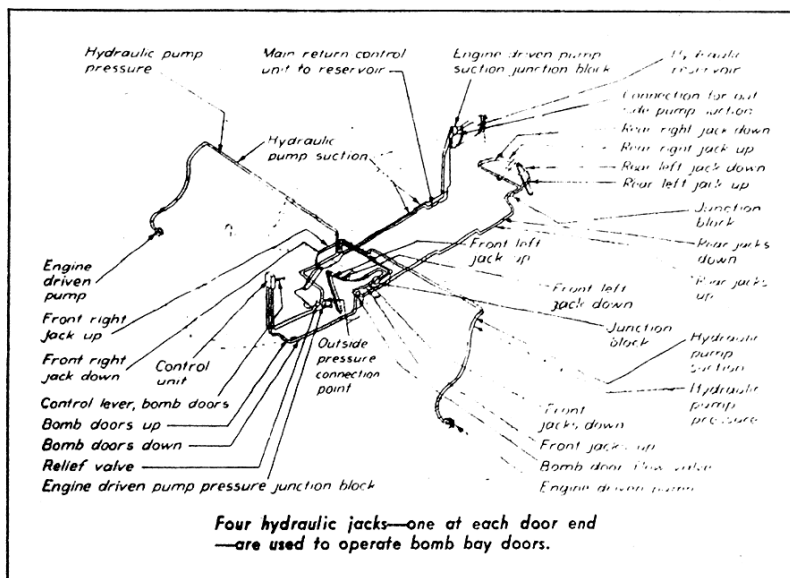 Hydraulic pump
pressure
Main return control
unit to reservoir
Engine driven pump
suction junction block
reservoir
Connection for
side pump suction
Rear right jack down
Rear right jack up
Rear left jack down
Rear left jack up
Hydraulic
pump suction
Junction
block
Rear jacks
down
Rear jacks
up
Engine
driven
pump
Front left
jack up
Front left
jack down
Front right
jack up
Front right
jack down
Control
unit
Outside
pressure
connection
point
Junction
block
Hydraulic
pump
suction
Hydraulic
pump
pressure
Control lever, bomb doors
Bomb doors up
Bomb doors down
Relief valve
Engine driven pump pressure junction block
Front
jacks down
Front jacks up
Bomb door flow valve
Engine driven pump
Four hydraulic jacks—one at each door end
—are used to operate bomb bay doors.